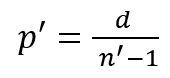 p′ = d / n′−1